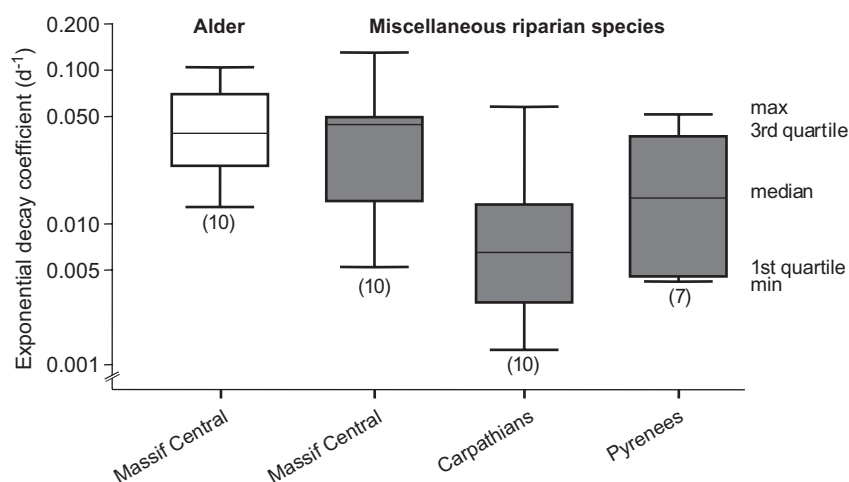 Exponential decay coefficient (d⁻¹)
0.200
0.100
0.050
0.010
0.005
0.001
Alder
Miscellaneous riparian species
(10)
(10)
(10)
(7)
max
3rd quartile
median
1st quartile
min
Massif Central
Massif Central
Carpathians
Pyrenees